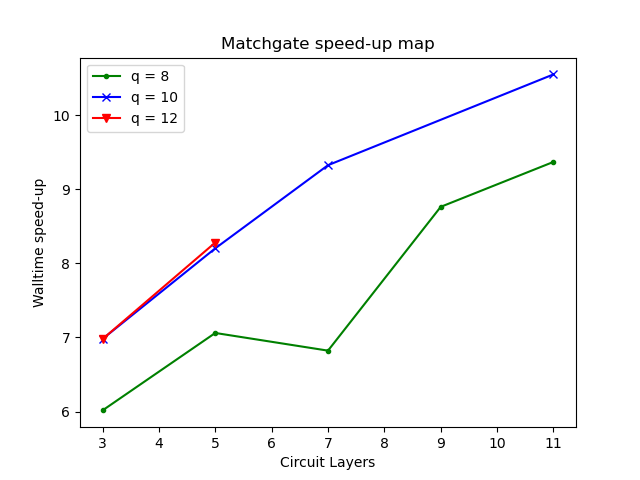 Matchgate speed-up map
q = 8
q = 10
q = 12
Walltime speed-up
10
9
8
7
6
3 4 5 6 7 8 9 10 11
Circuit Layers